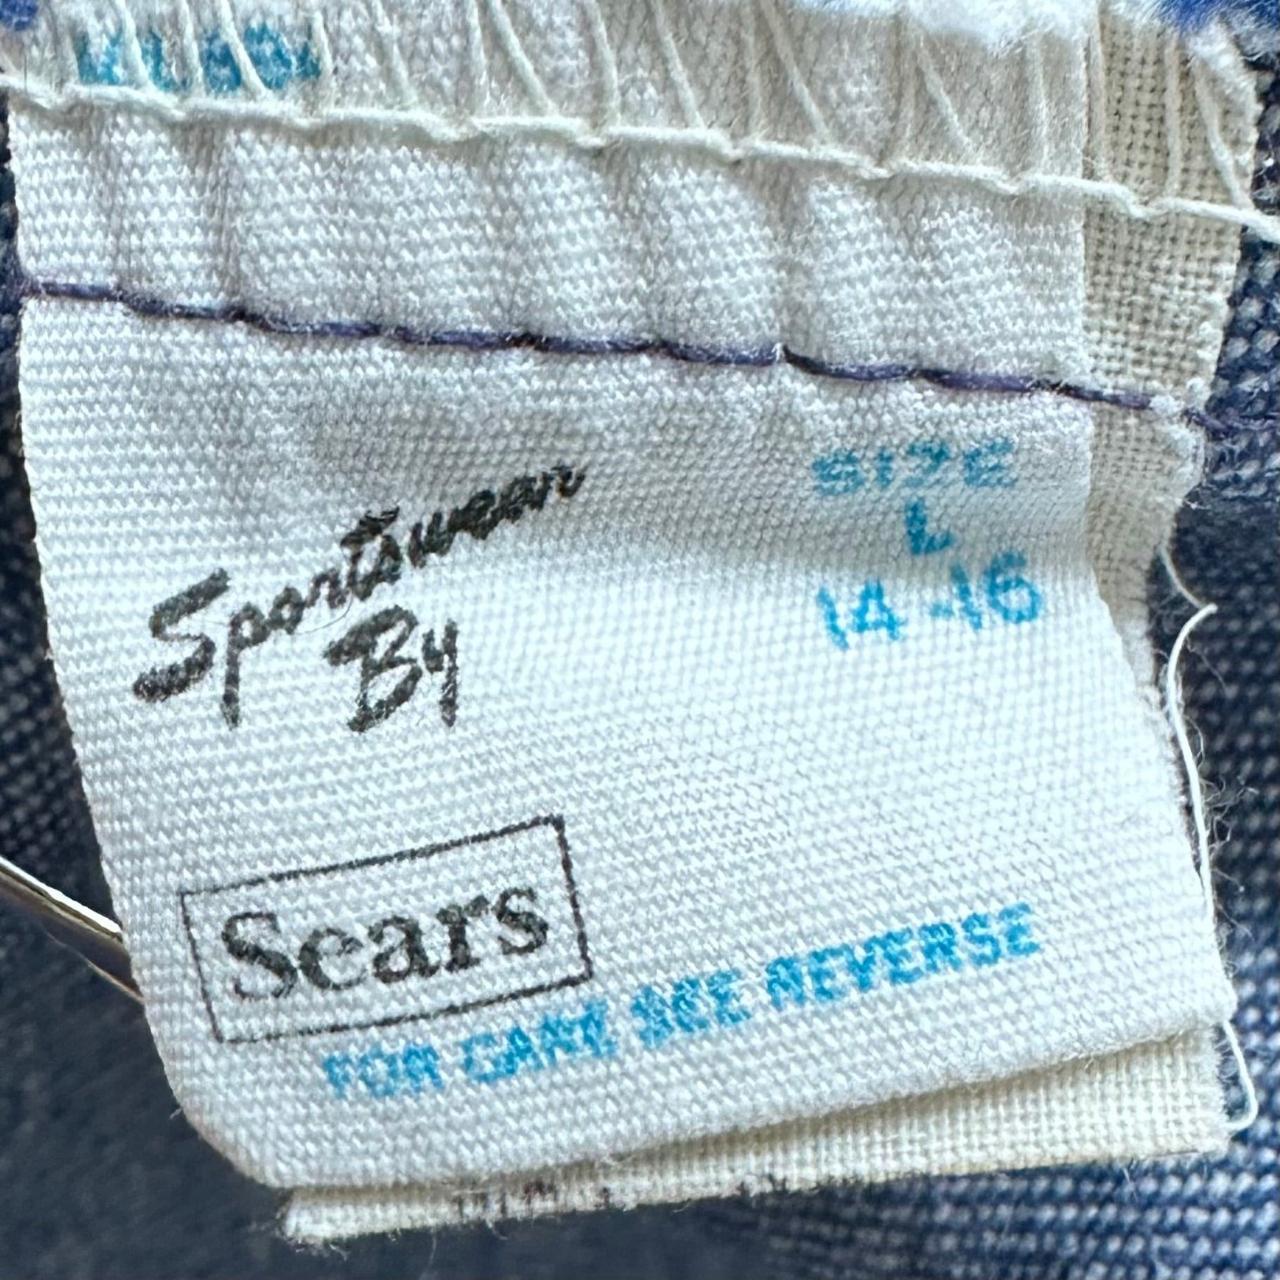 Sportswear
By
SIZE
L
14-16
Sears
FOR CARE SEE REVERSE